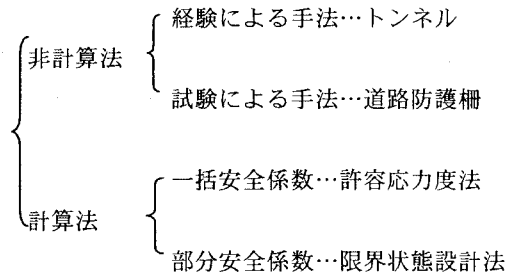 経験による手法…トンネル
非計算法
試験による手法…道路防護柵
一括安全係数…許容応力度法
計算法
部分安全係数…限界状態設計法